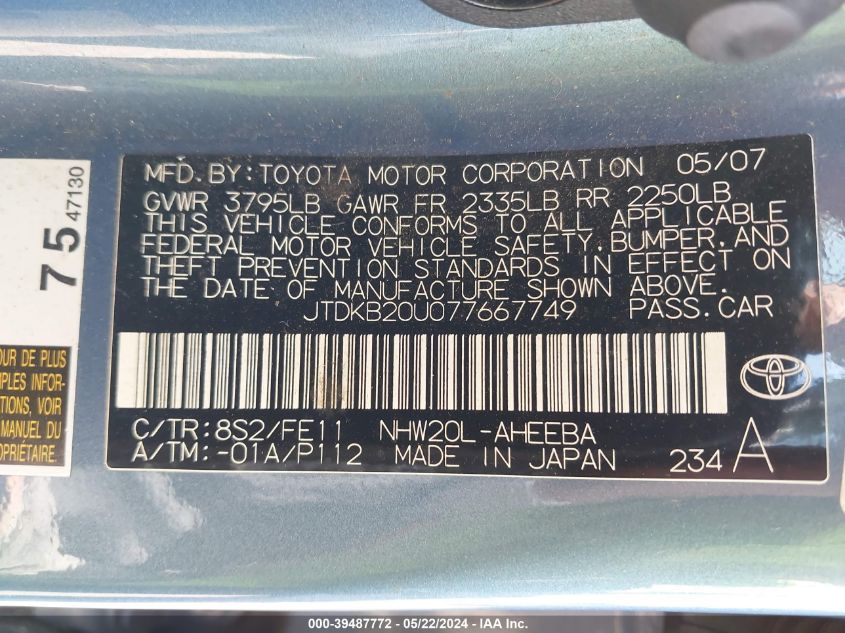 MFD.BY:TOYOTA MOTOR CORPORATION 05/07
GVWR 3795LB GAWR FR 2335LB RR 2250LB
THIS VEHICLE CONFORMS TO ALL APPLICABLE
FEDERAL MOTOR VEHICLE SAFETY,BUMPER,AND
THEFT PREVENTION STANDARDS IN EFFECT ON
THE DATE OF MANUFACTURE SHOWN ABOVE.
JTDKB20U077667749 PASS.CAR
C/TR:8S2/FE11 NHW20L-AHEEBA
A/TM:-01A/P112 MADE IN JAPAN 234 A
75 47130
OUR DE PLUS
MPLES INFOR-
TIONS, VOIR
MANUEL DU
OPRIÉTAIRE.
000-39487772 - 05/22/2024 - IAA Inc.